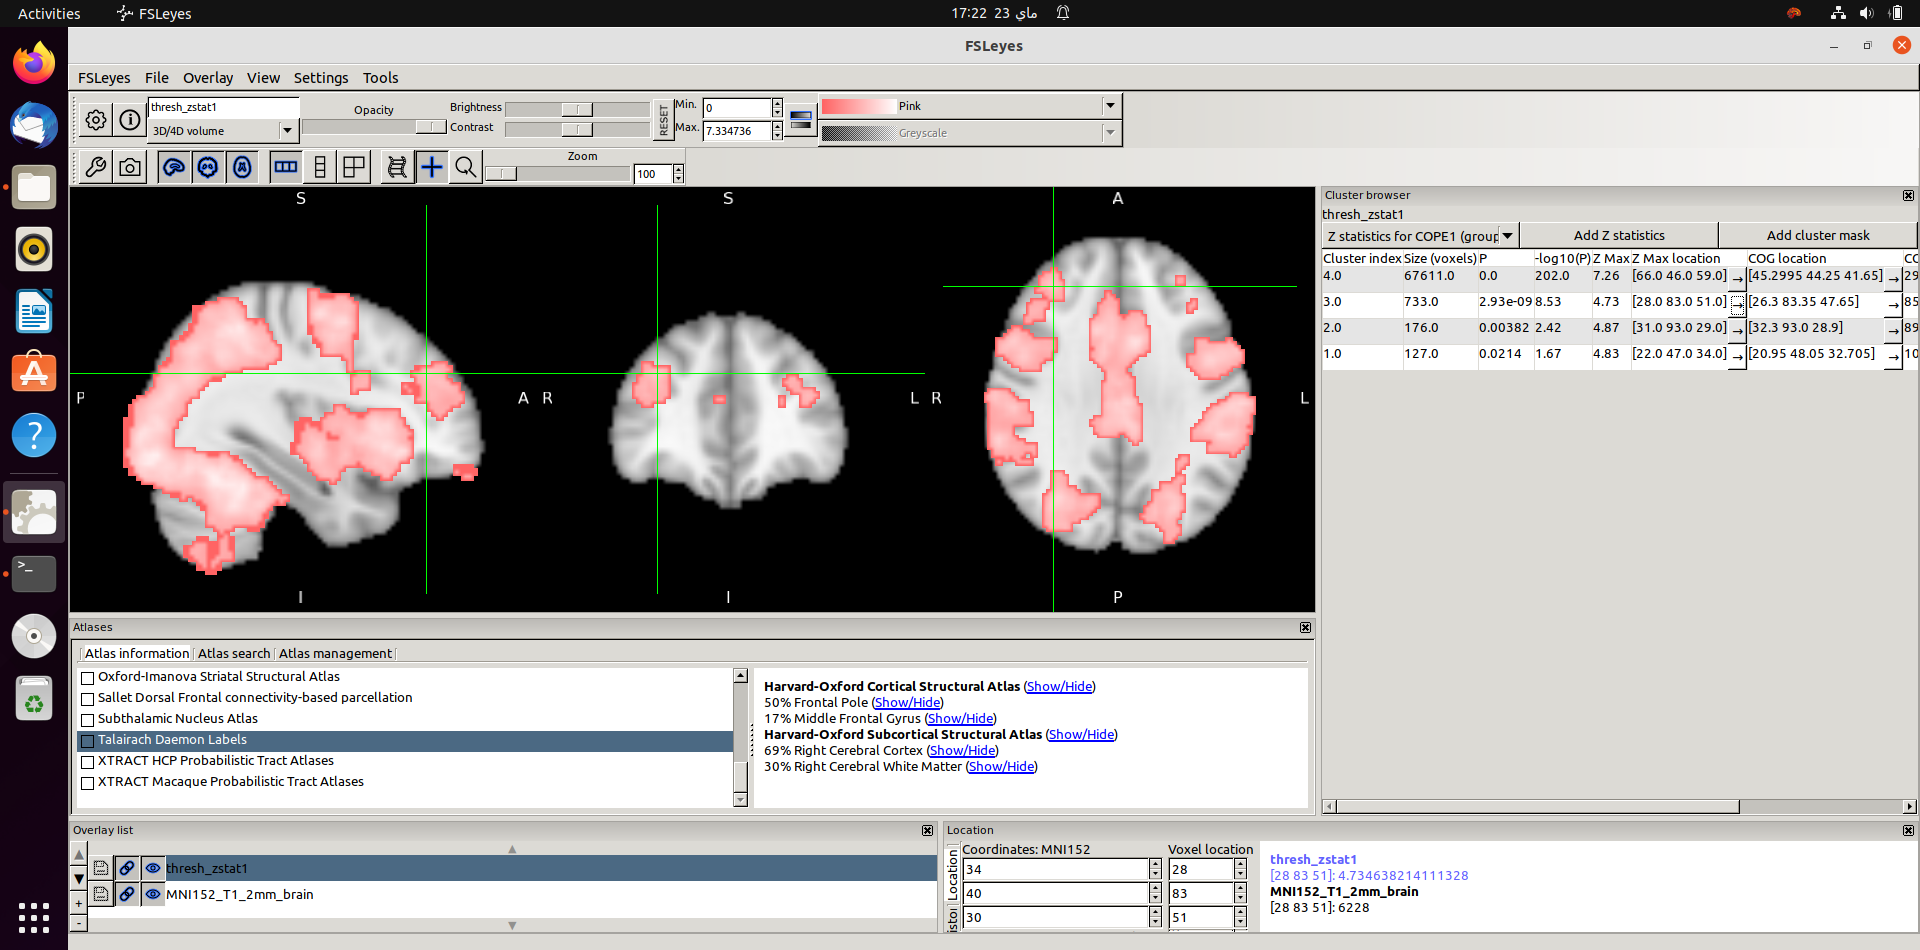 Activities FSLeyes 17:22 23 ماي
FSLeyes
FSLeyes File Overlay View Settings Tools
thresh_zstat1
3D/4D volume
Opacity
Brightness
Contrast
RESET
Min. 0
Max. 7.334736
Pink
Greyscale
Zoom
100
S S A
P A R L R L
I I P
Cluster browser
thresh_zstat1
Z statistics for COPE1 (group Add Z statistics Add cluster mask
Cluster index Size (voxels) P -log10(P) Z Max Z Max location COG location CO
4.0 67611.0 0.0 202.0 7.26 [66.0 46.0 59.0] → [45.2995 44.25 41.65] → 29
3.0 733.0 2.93e-09 8.53 4.73 [28.0 83.0 51.0] → [26.3 83.35 47.65] → 85
2.0 176.0 0.00382 2.42 4.87 [31.0 93.0 29.0] → [32.3 93.0 28.9] → 89
1.0 127.0 0.0214 1.67 4.83 [22.0 47.0 34.0] → [20.95 48.05 32.705] → 10
Atlases
Atlas information Atlas search Atlas management
Oxford-Imanova Striatal Structural Atlas
Sallet Dorsal Frontal connectivity-based parcellation
Subthalamic Nucleus Atlas
Talairach Daemon Labels
XTRACT HCP Probabilistic Tract Atlases
XTRACT Macaque Probabilistic Tract Atlases
Harvard-Oxford Cortical Structural Atlas (Show/Hide)
50% Frontal Pole (Show/Hide)
17% Middle Frontal Gyrus (Show/Hide)
Harvard-Oxford Subcortical Structural Atlas (Show/Hide)
69% Right Cerebral Cortex (Show/Hide)
30% Right Cerebral White Matter (Show/Hide)
Overlay list
thresh_zstat1
MNI152_T1_2mm_brain
+
-
Location
Location
Coordinates: MNI152 Voxel location
34 28
40 83
30 51
thresh_zstat1
[28 83 51]: 4.734638214111328
MNI152_T1_2mm_brain
[28 83 51]: 6228